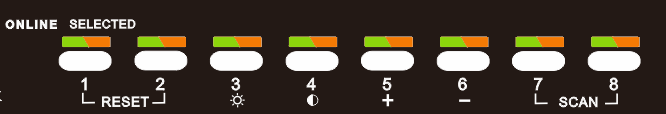 ONLINE SELECTED
1 2 3 4 5 6 7 8
RESET + − SCAN